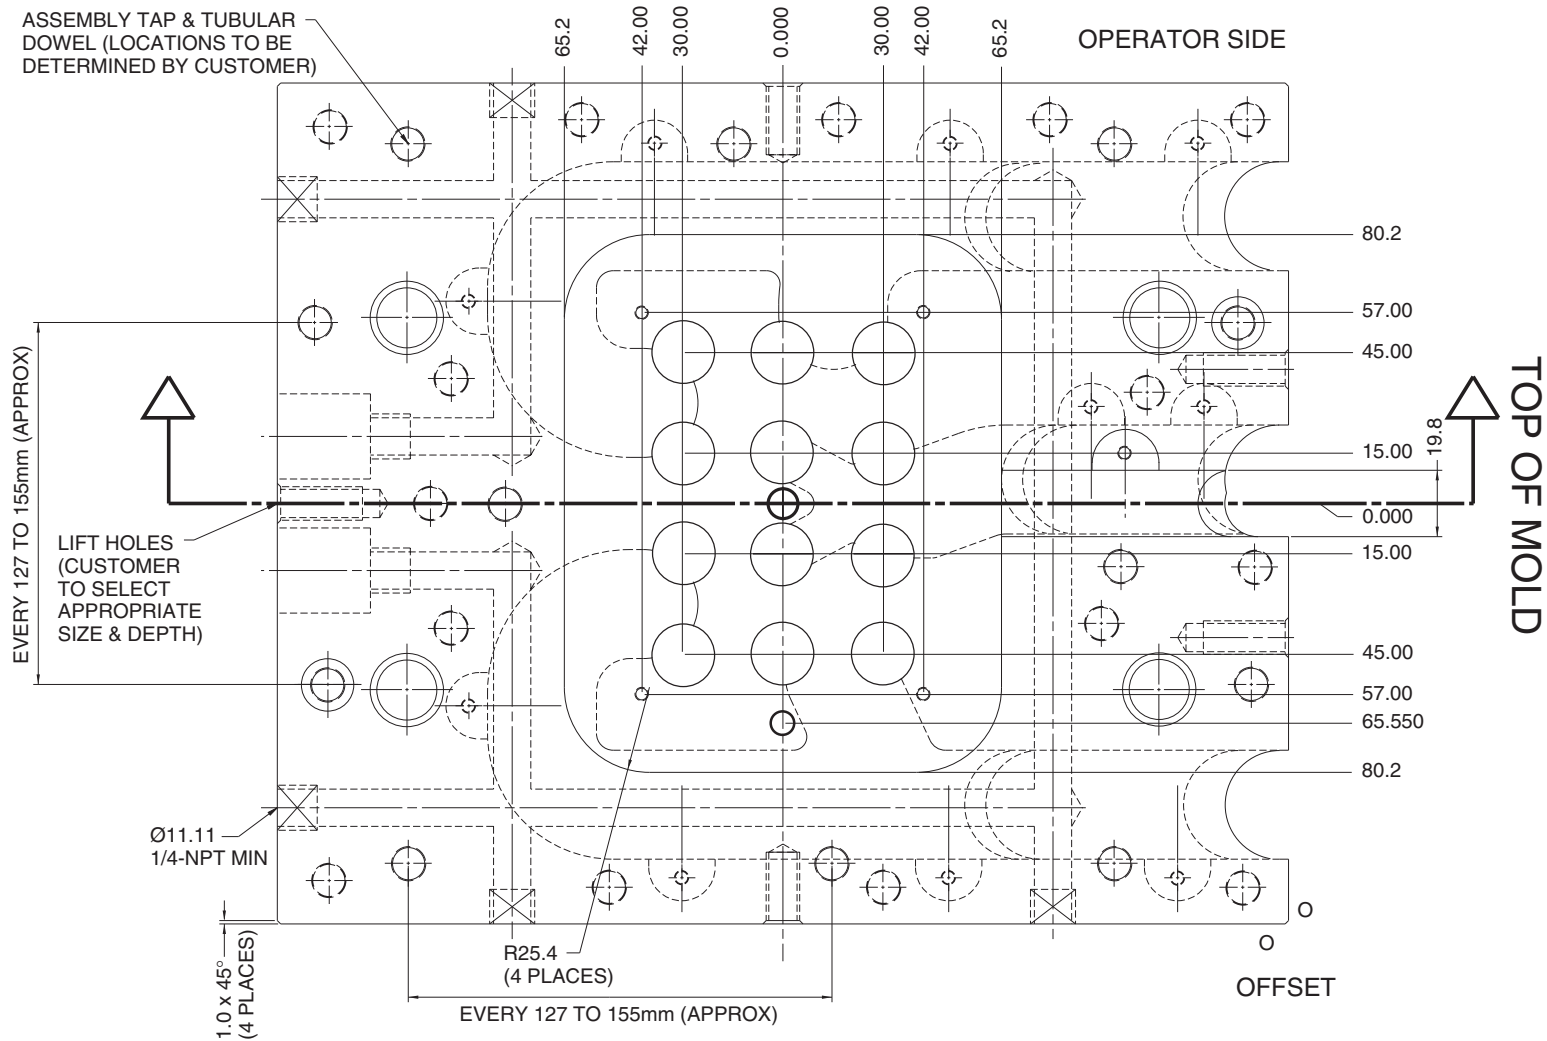 ASSEMBLY TAP & TUBULAR
DOWEL (LOCATIONS TO BE
DETERMINED BY CUSTOMER)
65.2
42.00
30.00
0.000
30.00
42.00
65.2
OPERATOR SIDE
80.2
57.00
45.00
15.00
19.8
0.000
15.00
45.00
57.00
65.550
80.2
TOP OF MOLD
EVERY 127 TO 155mm (APPROX)
LIFT HOLES
(CUSTOMER
TO SELECT
APPROPRIATE
SIZE & DEPTH)
Ø11.11
1/4-NPT MIN
1.0 x 45°
(4 PLACES)
R25.4
(4 PLACES)
EVERY 127 TO 155mm (APPROX)
O
O
OFFSET